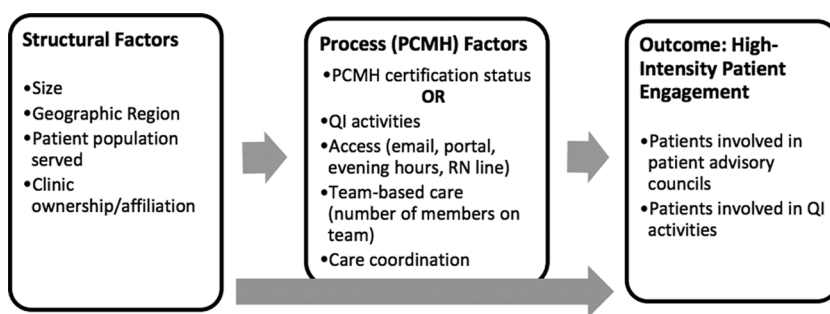 Structural Factors
•Size
•Geographic Region
•Patient population
served
•Clinic
ownership/affiliation
Process (PCMH) Factors
•PCMH certification status
OR
•QI activities
•Access (email, portal,
evening hours, RN line)
•Team-based care
(number of members on
team)
•Care coordination
Outcome: High-
Intensity Patient
Engagement
•Patients involved in
patient advisory
councils
•Patients involved in QI
activities